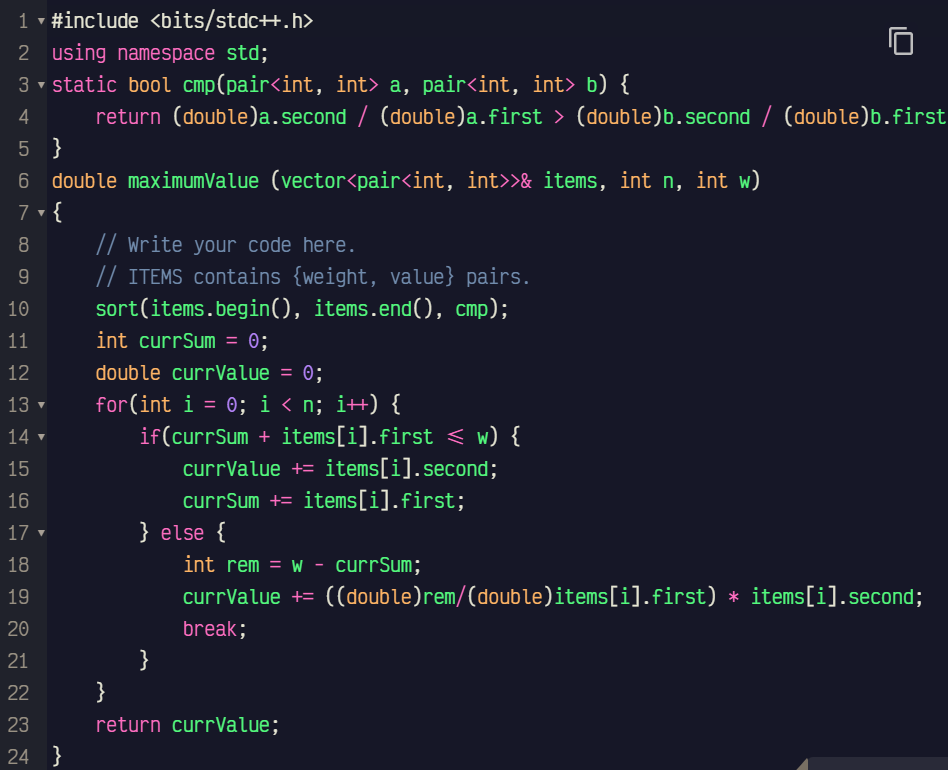 1 #include <bits/stdc++.h>
2 using namespace std;
3 static bool cmp(pair<int, int> a, pair<int, int> b) {
4     return (double)a.second / (double)a.first > (double)b.second / (double)b.first
5 }
6 double maximumValue (vector<pair<int, int>>& items, int n, int w)
7 {
8     // Write your code here.
9     // ITEMS contains {weight, value} pairs.
10     sort(items.begin(), items.end(), cmp);
11     int currSum = 0;
12     double currValue = 0;
13     for(int i = 0; i < n; i++) {
14         if(currSum + items[i].first <= w) {
15             currValue += items[i].second;
16             currSum += items[i].first;
17         } else {
18             int rem = w - currSum;
19             currValue += ((double)rem/(double)items[i].first) * items[i].second;
20             break;
21         }
22     }
23     return currValue;
24 }